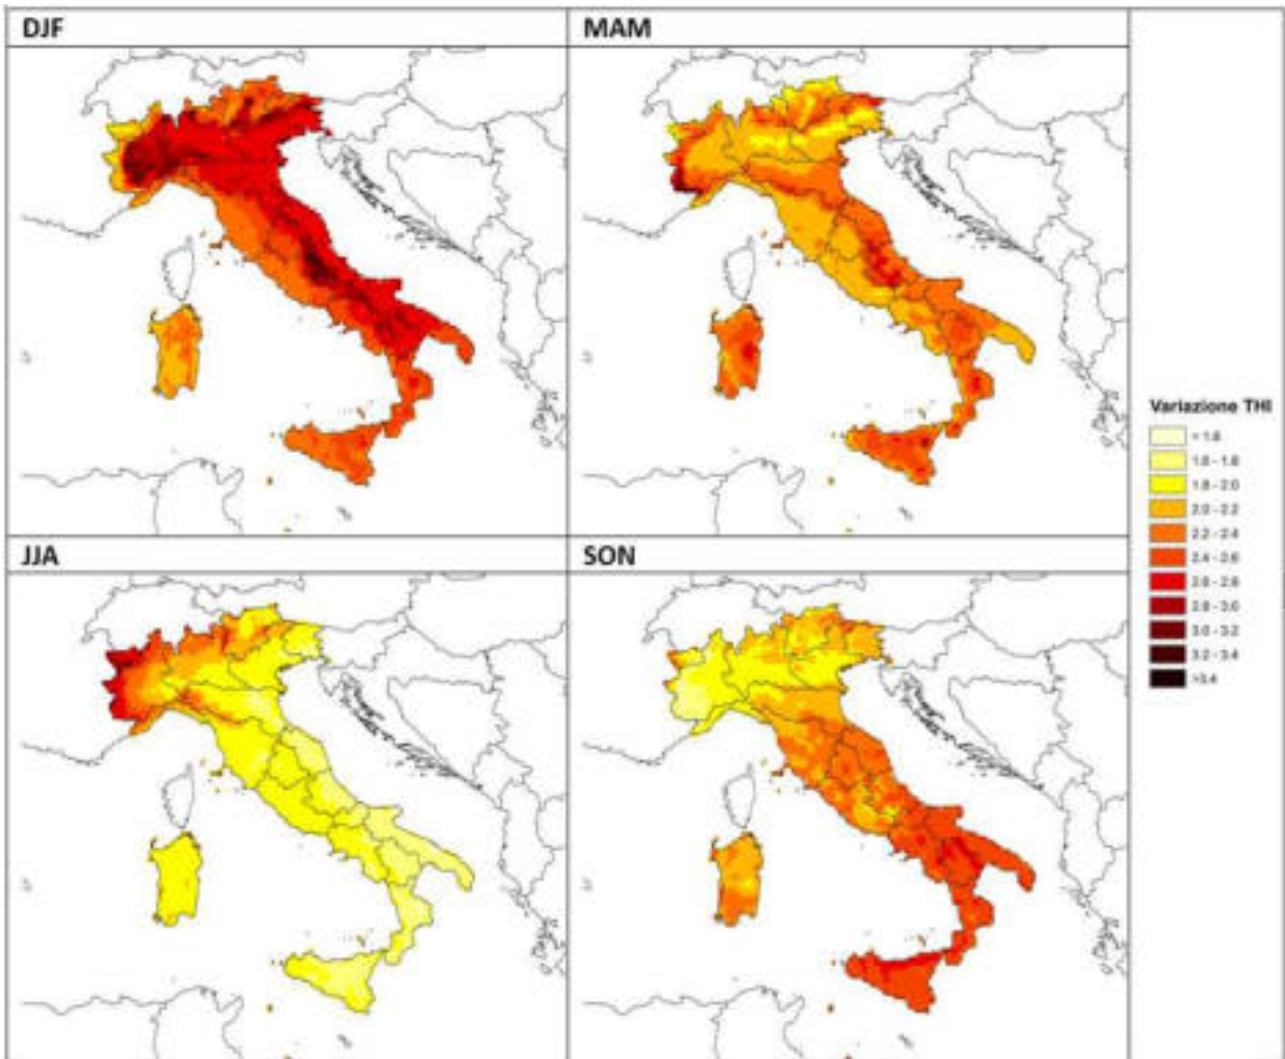 DJF
MAM
JJA
SON
Variazione THI
< 1.6
1.6 - 1.8
1.8 - 2.0
2.0 - 2.2
2.2 - 2.4
2.4 - 2.6
2.6 - 2.8
2.8 - 3.0
3.0 - 3.2
3.2 - 3.4
>3.4